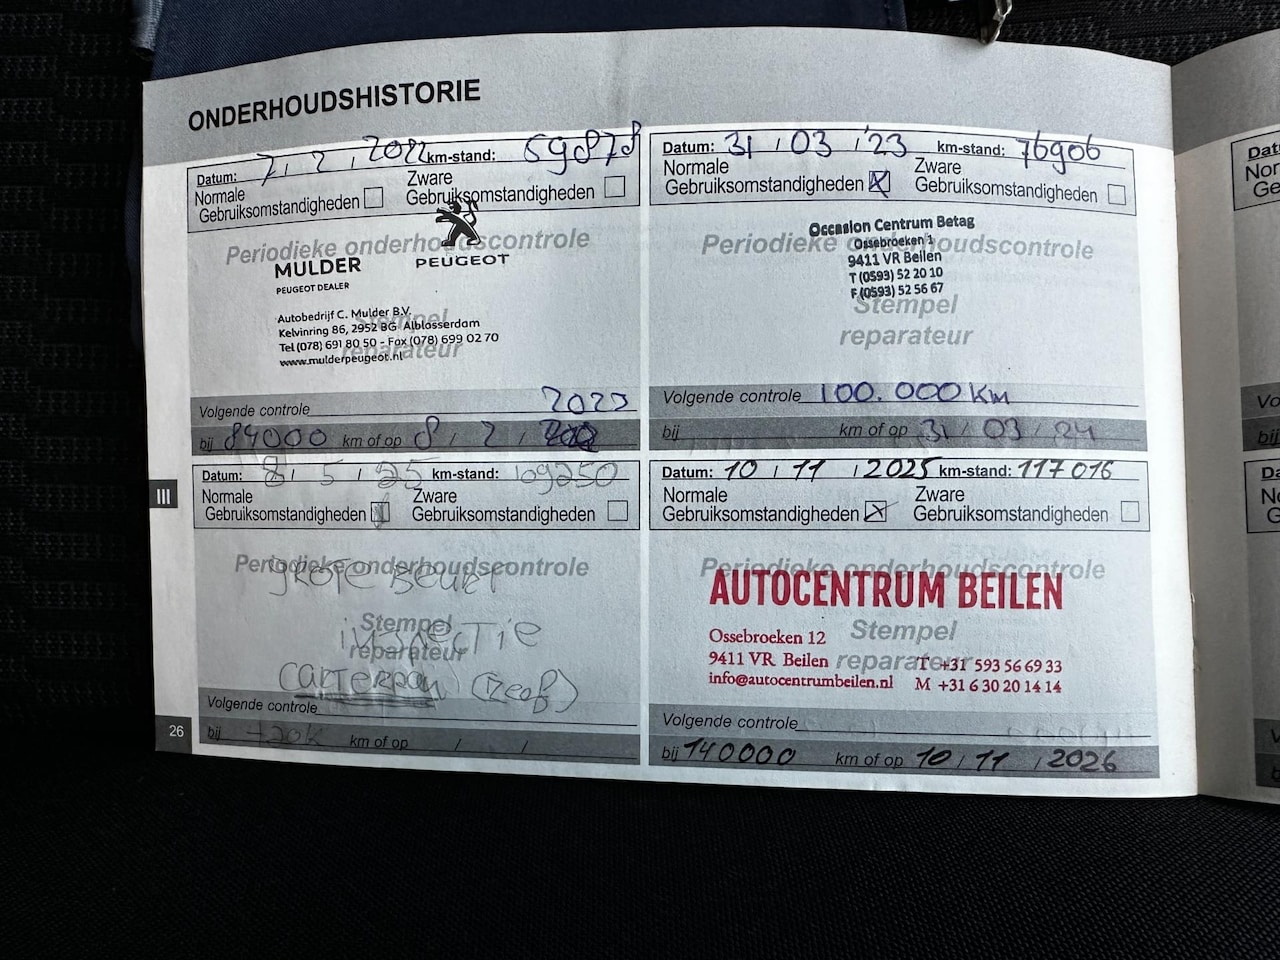 ONDERHOUDSHISTORIE
Datum: 7 / 2 / 2022 km-stand: 59878
Normale Gebruiksomstandigheden
Zware Gebruiksomstandigheden
Periodieke onderhoudscontrole
MULDER
PEUGEOT DEALER
PEUGEOT
Autobedrijf C. Mulder B.V.
Kelvinring 86, 2952 BG Alblasserdam
Tel (078) 691 80 50 - Fax (078) 699 02 70
www.mulderpeugeot.nl
Stempel
reparateur
Volgende controle 2023
bij 84000 km of op 8 / 2 /
Datum: 31 / 03 / '23 km-stand: 76906
Normale Gebruiksomstandigheden X
Zware Gebruiksomstandigheden
Periodieke onderhoudscontrole
Occasion Centrum Betag
Ossebroeken 1
9411 VR Beilen
T (0593) 52 20 10
F (0593) 52 56 67
Stempel
reparateur
Volgende controle 100.000 km
bij km of op 31 / 03 / 24
Datum: 8 / 5 / 25 km-stand: 109250
Normale Gebruiksomstandigheden
Zware Gebruiksomstandigheden
Periodieke onderhoudscontrole
grote Beurt
Stempel
reparateur
inspectie
carterpan (zeef)
Volgende controle
bij +20K km of op / /
Datum: 10 / 11 / 2025 km-stand: 117016
Normale Gebruiksomstandigheden X
Zware Gebruiksomstandigheden
Periodieke onderhoudscontrole
AUTOCENTRUM BEILEN
Stempel
reparateur
Ossebroeken 12
9411 VR Beilen T +31 593 56 69 33
info@autocentrumbeilen.nl M +31 6 30 20 14 14
Volgende controle
bij 140000 km of op 10 / 11 / 2026
III
26